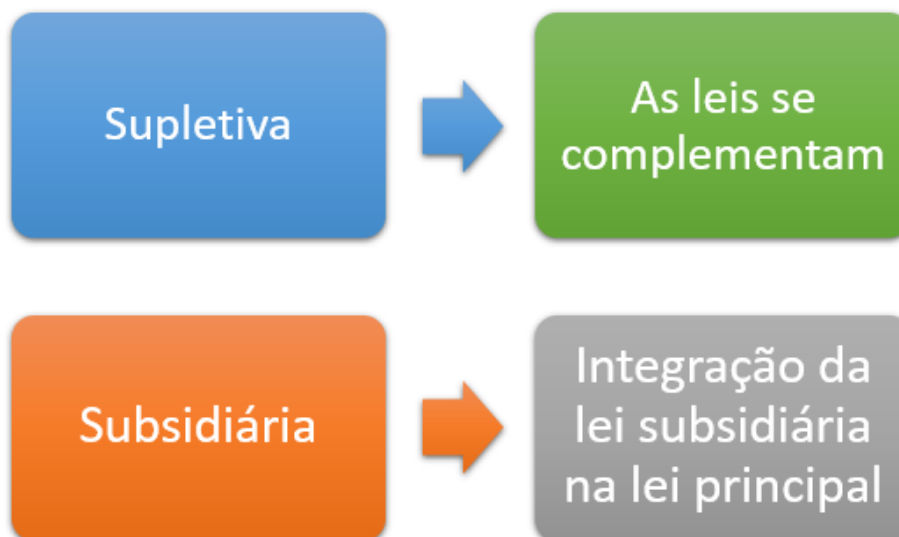 Supletiva
As leis se
complementam
Subsidiária
Integração da
lei subsidiária
na lei principal